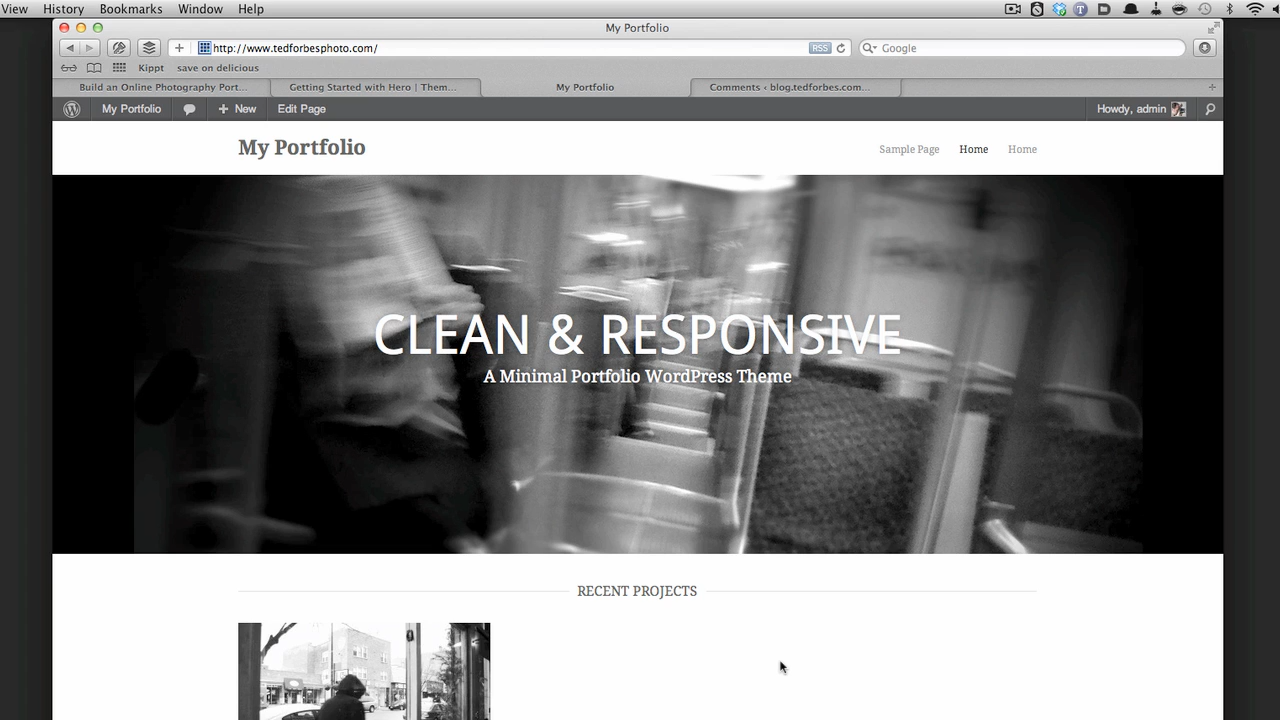 View History Bookmarks Window Help
My Portfolio
http://www.tedforbesphoto.com/ RSS Google
Kippt save on delicious
Build an Online Photography Port... Getting Started with Hero | Them... My Portfolio Comments ‹ blog.tedforbes.com...
My Portfolio + New Edit Page Howdy, admin
My Portfolio Sample Page Home Home
CLEAN & RESPONSIVE
A Minimal Portfolio WordPress Theme
RECENT PROJECTS